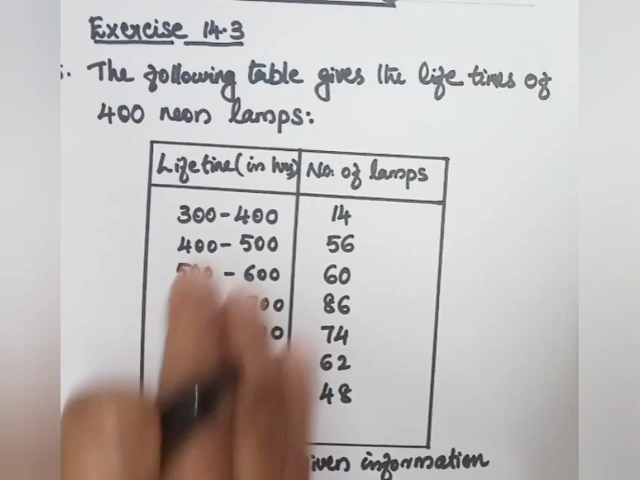 Exercise 14.3
The following table gives the life times of
400 neon lamps:
Life time (in hrs) No. of lamps
300-400 14
400-500 56
500-600 60
86
74
62
48
information